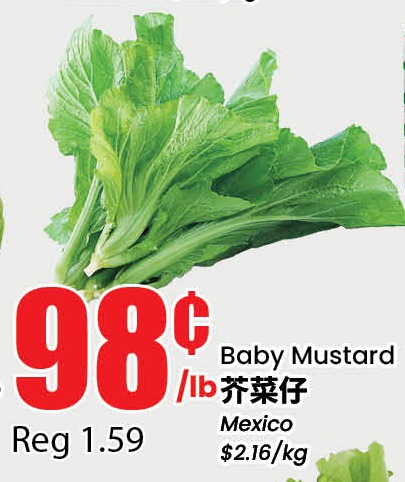 98¢
/lb
Reg 1.59
Baby Mustard
芥菜仔
Mexico
$2.16/kg